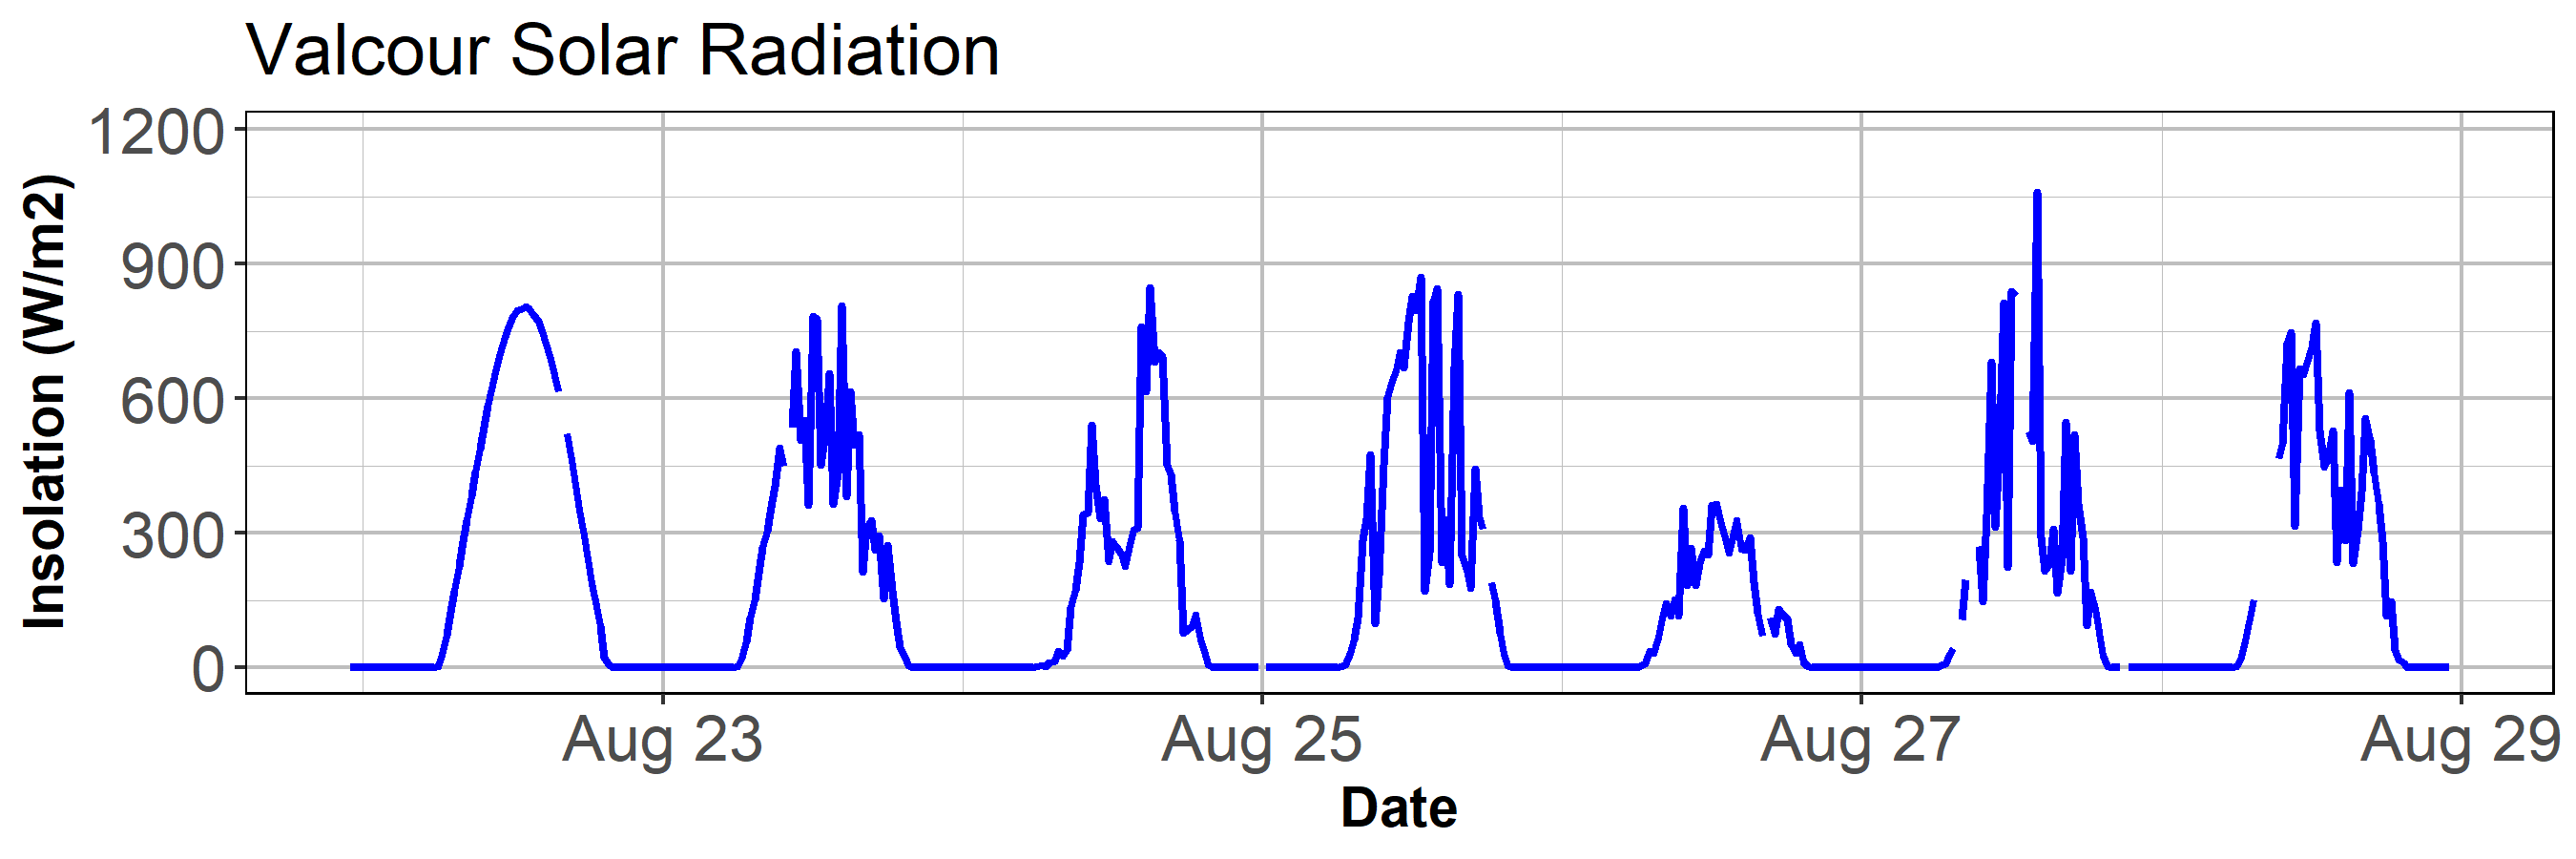 Valcour Solar Radiation
Insolation (W/m2)
1200
900
600
300
0
Aug 23
Aug 25
Aug 27
Aug 29
Date